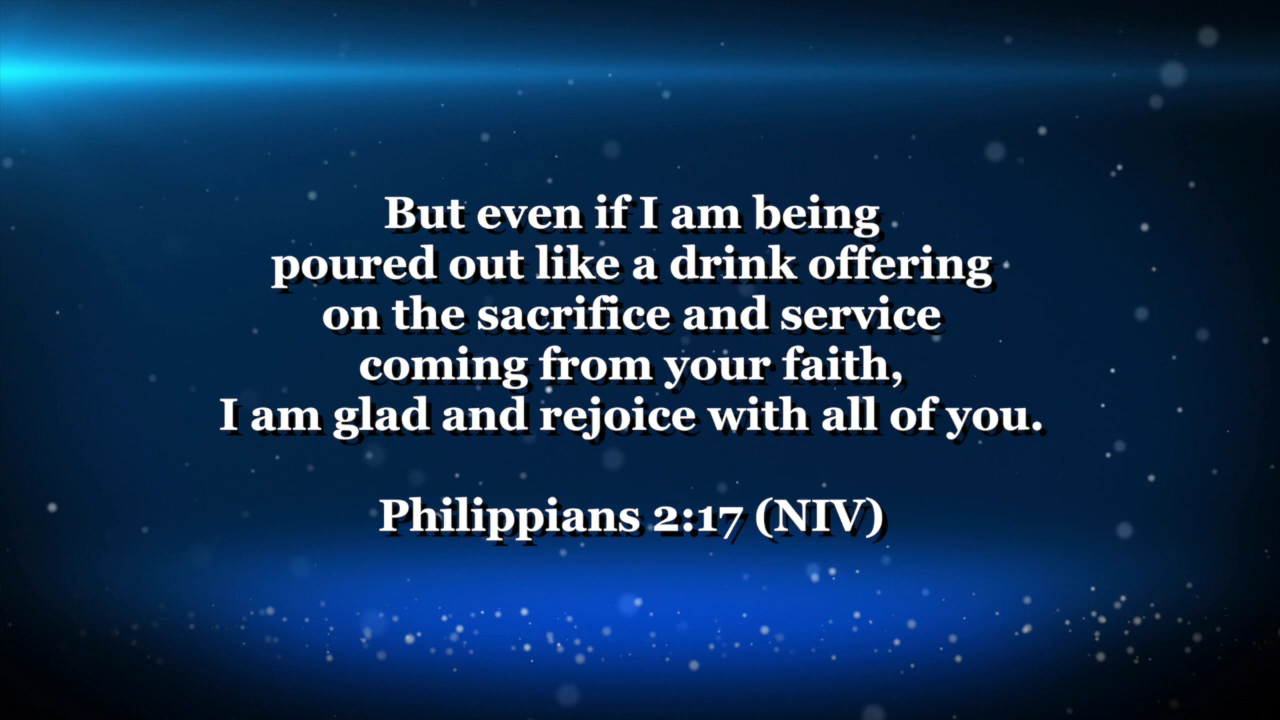 But even if I am being
poured out like a drink offering
on the sacrifice and service
coming from your faith,
I am glad and rejoice with all of you.
Philippians 2:17 (NIV)